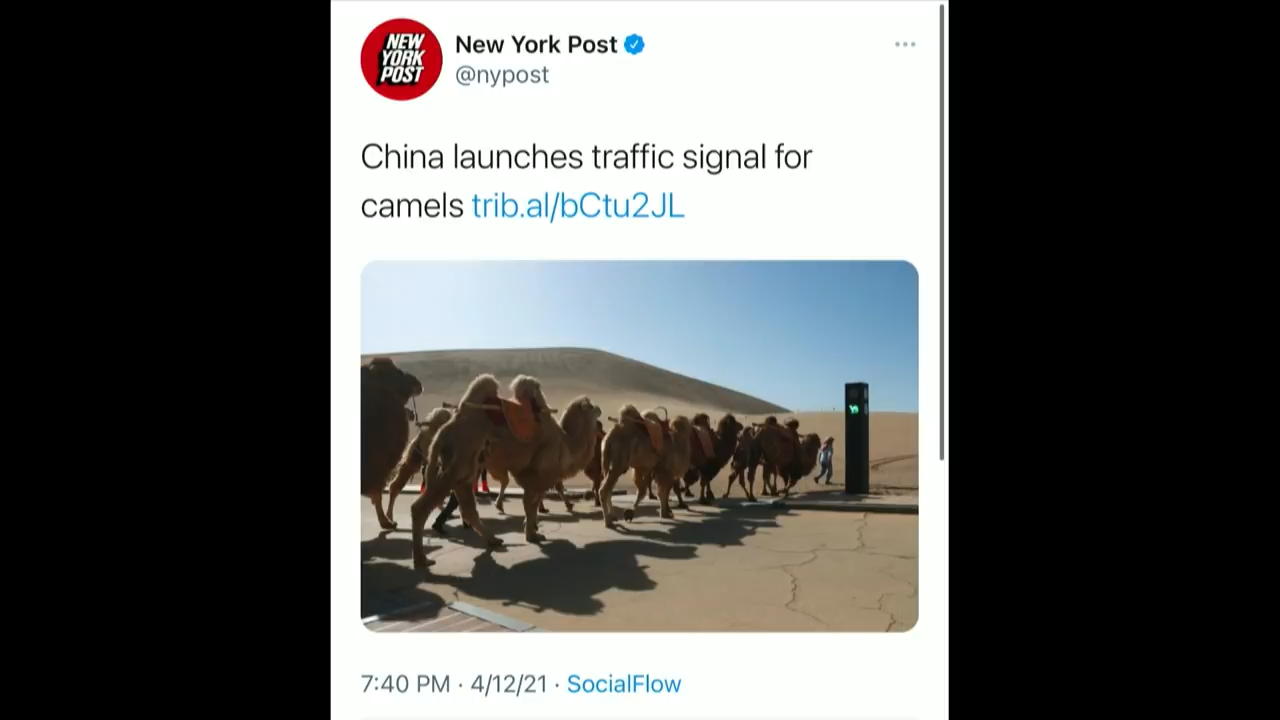 NEW
YORK
POST
New York Post
@nypost
China launches traffic signal for
camels trib.al/bCtu2JL
7:40 PM · 4/12/21 · SocialFlow